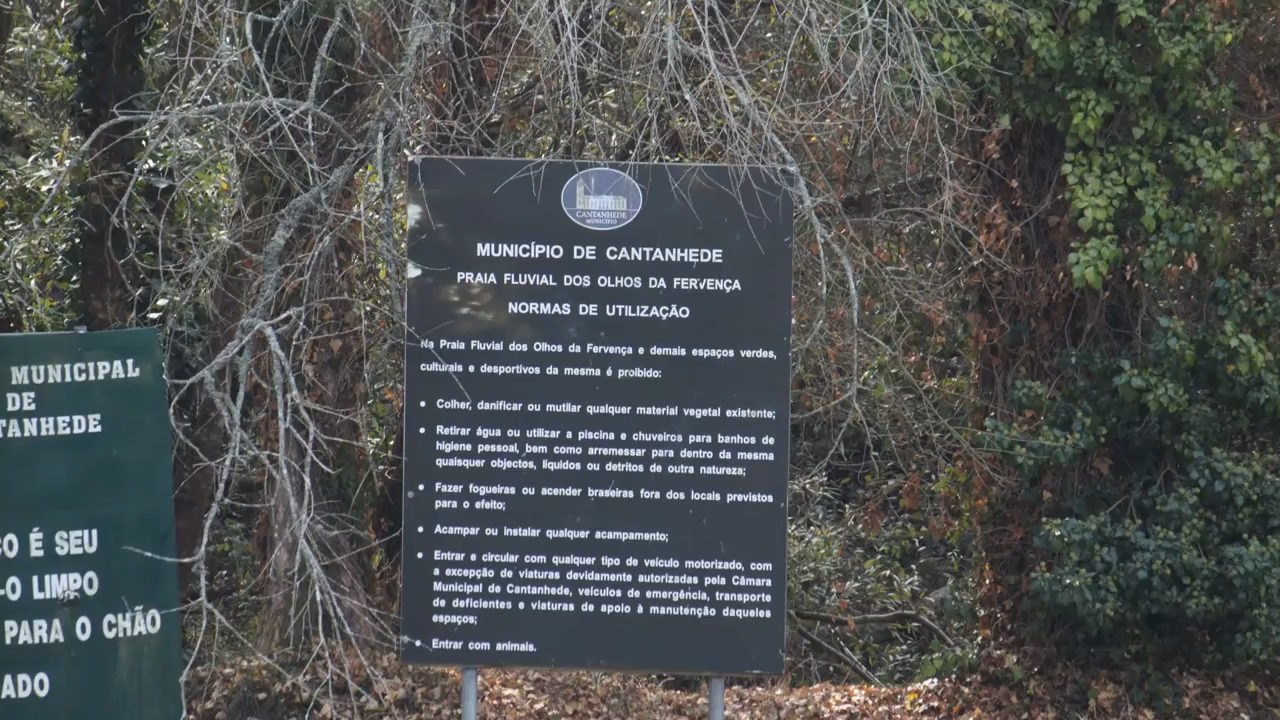 MUNICIPAL
DE
TANHEDE
O É SEU
-O LIMPO
PARA O CHÃO
ADO
CANTANHEDE
MUNICÍPIO
MUNICÍPIO DE CANTANHEDE
PRAIA FLUVIAL DOS OLHOS DA FERVENÇA
NORMAS DE UTILIZAÇÃO
Na Praia Fluvial dos Olhos da Fervença e demais espaços verdes,
culturais e desportivos da mesma é proibido:
• Colher, danificar ou mutilar qualquer material vegetal existente;
• Retirar água ou utilizar a piscina e chuveiros para banhos de
higiene pessoal, bem como arremessar para dentro da mesma
quaisquer objectos, líquidos ou detritos de outra natureza;
• Fazer fogueiras ou acender braseiras fora dos locais previstos
para o efeito;
• Acampar ou instalar qualquer acampamento;
• Entrar e circular com qualquer tipo de veículo motorizado, com
a excepção de viaturas devidamente autorizadas pela Câmara
Municipal de Cantanhede, veículos de emergência, transporte
de deficientes e viaturas de apoio à manutenção daqueles
espaços;
• Entrar com animais.